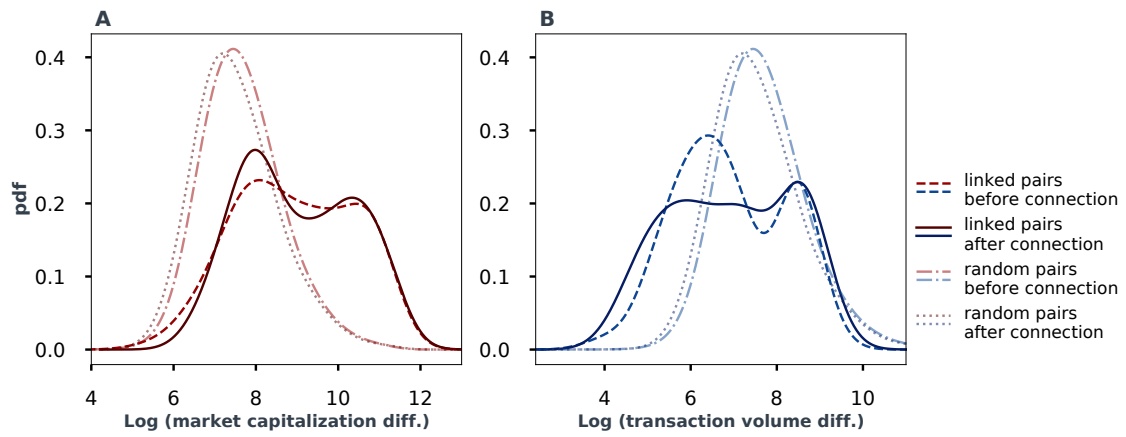 A
B
0.4
0.3
0.2
0.1
0.0
pdf
4
6
8
10
12
Log (market capitalization diff.)
0.4
0.3
0.2
0.1
0.0
4
6
8
10
Log (transaction volume diff.)
linked pairs
before connection
linked pairs
after connection
random pairs
before connection
random pairs
after connection